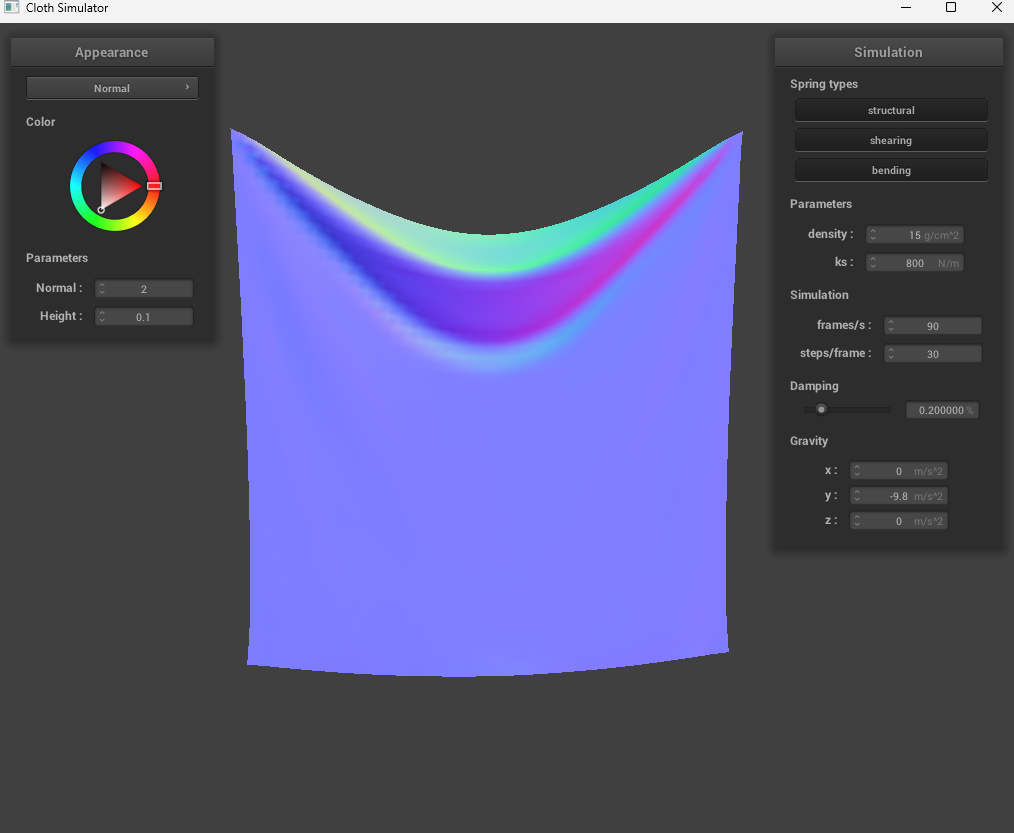 Cloth Simulator
Appearance
Normal
Color
Parameters
Normal : 2
Height : 0.1
Simulation
Spring types
structural
shearing
bending
Parameters
density : 15 g/cm^2
ks : 800 N/m
Simulation
frames/s : 90
steps/frame : 30
Damping
0.200000 %
Gravity
x : 0 m/s^2
y : -9.8 m/s^2
z : 0 m/s^2